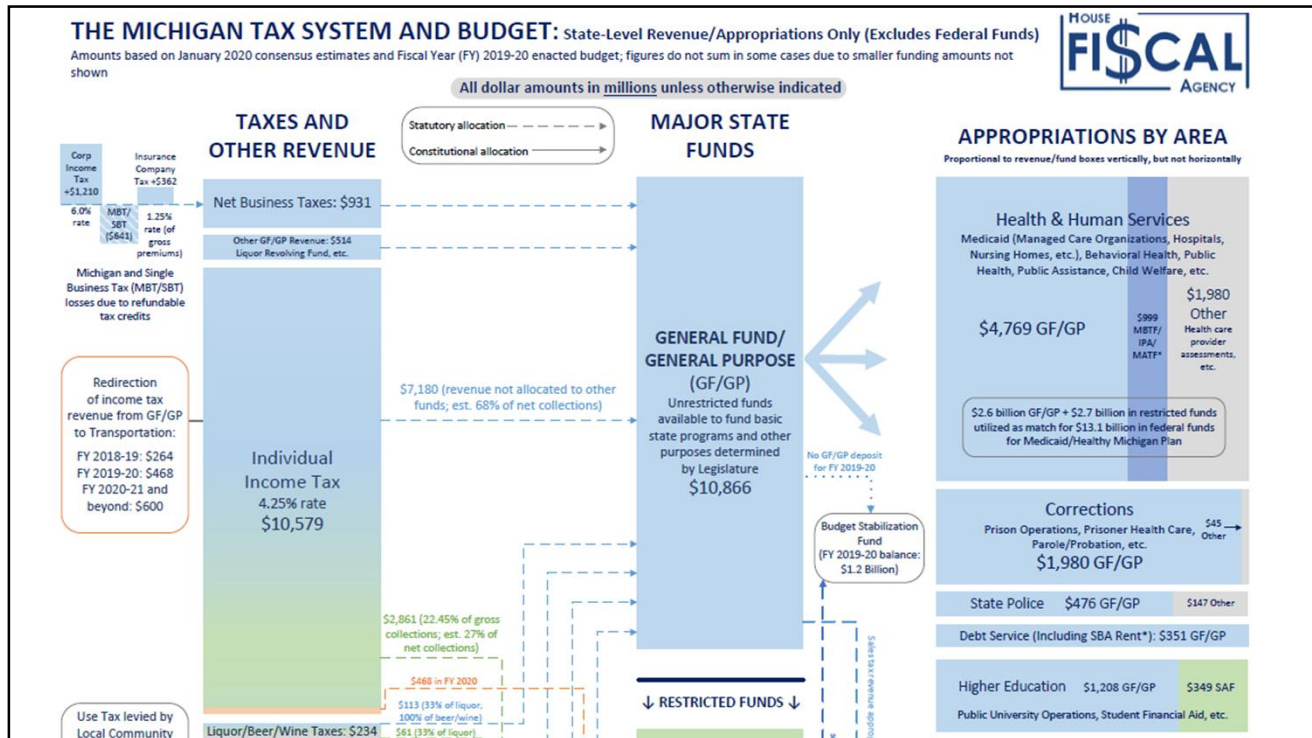 THE MICHIGAN TAX SYSTEM AND BUDGET: State-Level Revenue/Appropriations Only (Excludes Federal Funds)
Amounts based on January 2020 consensus estimates and Fiscal Year (FY) 2019-20 enacted budget; figures do not sum in some cases due to smaller funding amounts not
shown
HOUSE
FI$CAL
AGENCY
All dollar amounts in millions unless otherwise indicated
TAXES AND
OTHER REVENUE
Statutory allocation
Constitutional allocation
MAJOR STATE
FUNDS
APPROPRIATIONS BY AREA
Proportional to revenue/fund boxes vertically, but not horizontally
Corp
Income
Tax
+$1,210
Insurance
Company
Tax +$362
6.0%
rate
MBT/
SBT
($641)
1.25%
rate (of
gross
premiums)
Michigan and Single
Business Tax (MBT/SBT)
losses due to refundable
tax credits
Net Business Taxes: $931
Other GF/GP Revenue: $514
Liquor Revolving Fund, etc.
Redirection
of income tax
revenue from GF/GP
to Transportation:
FY 2018-19: $264
FY 2019-20: $468
FY 2020-21 and
beyond: $600
Individual
Income Tax
4.25% rate
$10,579
$7,180 (revenue not allocated to other
funds; est. 68% of net collections)
$2,861 (22.45% of gross
collections; est. 27% of
net collections)
$468 in FY 2020
$113 (33% of liquor,
100% of beer/wine)
$61 (33% of liquor)
Liquor/Beer/Wine Taxes: $234
Use Tax levied by
Local Community
GENERAL FUND/
GENERAL PURPOSE
(GF/GP)
Unrestricted funds
available to fund basic
state programs and other
purposes determined
by Legislature
$10,866
No GF/GP deposit
for FY 2019-20
Budget Stabilization
Fund
(FY 2019-20 balance:
$1.2 Billion)
Sales tax revenue
↓ RESTRICTED FUNDS ↓
Health & Human Services
Medicaid (Managed Care Organizations, Hospitals,
Nursing Homes, etc.), Behavioral Health, Public
Health, Public Assistance, Child Welfare, etc.
$4,769 GF/GP
$999
MBTF/
IPA/
MATF*
$1,980
Other
Health care
provider
assessments,
etc.
$2.6 billion GF/GP + $2.7 billion in restricted funds
utilized as match for $13.1 billion in federal funds
for Medicaid/Healthy Michigan Plan
Corrections
Prison Operations, Prisoner Health Care,
Parole/Probation, etc.
$1,980 GF/GP
$45
Other
State Police $476 GF/GP $147 Other
Debt Service (Including SBA Rent*): $351 GF/GP
Higher Education $1,208 GF/GP $349 SAF
Public University Operations, Student Financial Aid, etc.